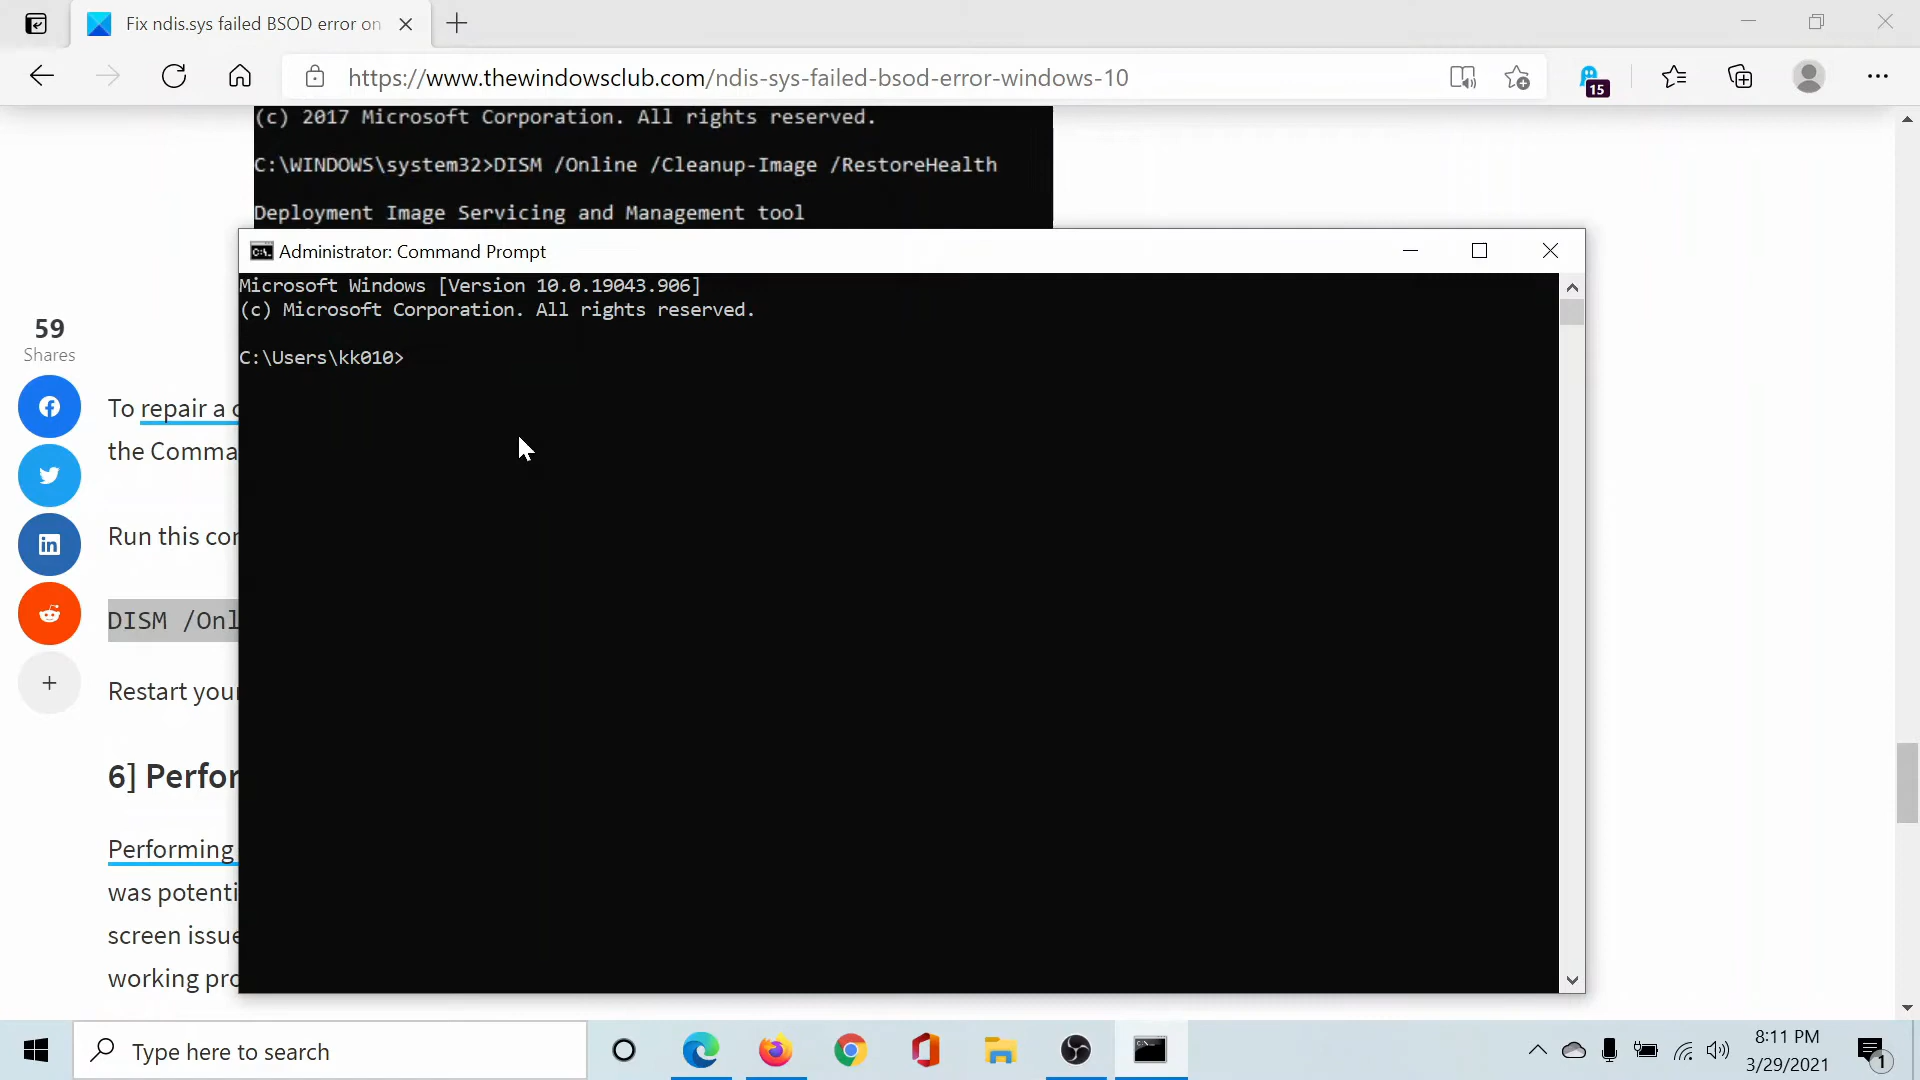 Fix ndis.sys failed BSOD error on
https://www.thewindowsclub.com/ndis-sys-failed-bsod-error-windows-10
15
(c) 2017 Microsoft Corporation. All rights reserved.
C:\WINDOWS\system32>DISM /Online /Cleanup-Image /RestoreHealth
Deployment Image Servicing and Management tool
Administrator: Command Prompt
Microsoft Windows [Version 10.0.19043.906]
(c) Microsoft Corporation. All rights reserved.
C:\Users\kk010>
59
Shares
To repair a c
the Comma
Run this con
DISM /Onl
Restart your
6] Perfor
Performing
was potenti
screen issue
working pro
Type here to search
8:11 PM
3/29/2021
1